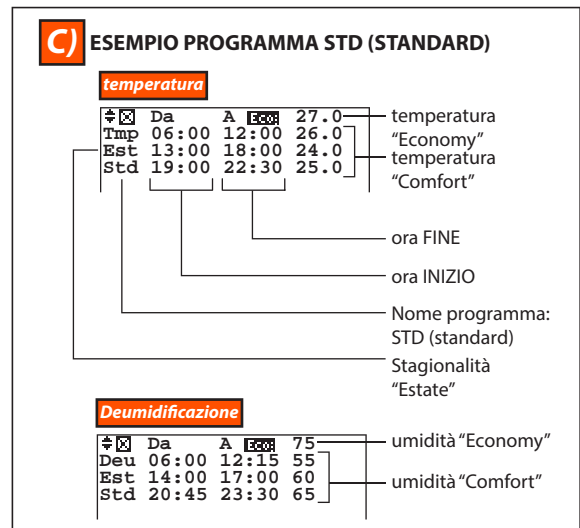 C) ESEMPIO PROGRAMMA STD (STANDARD)
temperatura
Da A ECO: 27.0
Tmp 06:00 12:00 26.0
Est 13:00 18:00 24.0
Std 19:00 22:30 25.0
temperatura
“Economy”
temperatura
“Comfort”
ora FINE
ora INIZIO
Nome programma:
STD (standard)
Stagionalità
“Estate”
Deumidificazione
Da A ECO: 75
Deu 06:00 12:15 55
Est 14:00 17:00 60
Std 20:45 23:30 65
umidità “Economy”
umidità “Comfort”